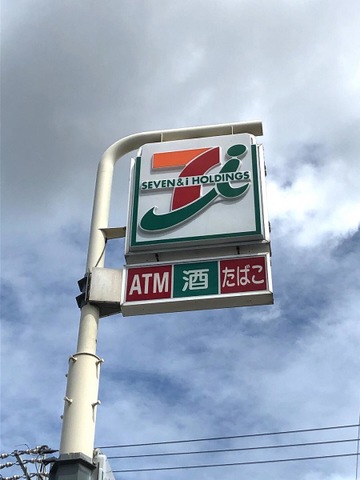 SEVEN&i HOLDINGS
ATM 酒 たばこ